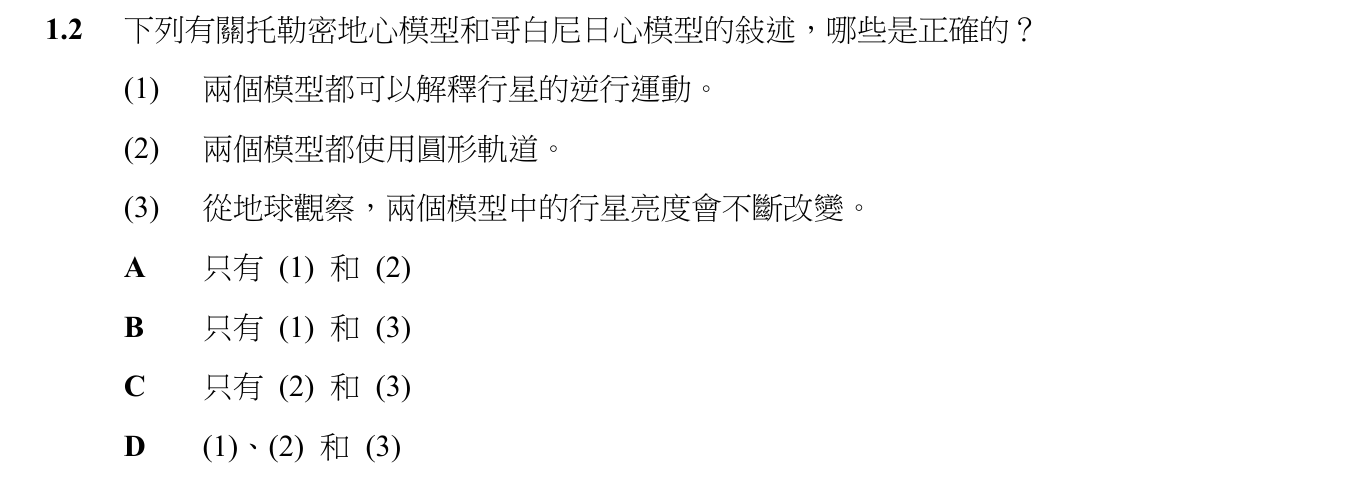 1.2 下列有關托勒密地心模型和哥白尼日心模型的敍述，哪些是正確的？
(1) 兩個模型都可以解釋行星的逆行運動。
(2) 兩個模型都使用圓形軌道。
(3) 從地球觀察，兩個模型中的行星亮度會不斷改變。
A 只有 (1) 和 (2)
B 只有 (1) 和 (3)
C 只有 (2) 和 (3)
D (1)、(2) 和 (3)